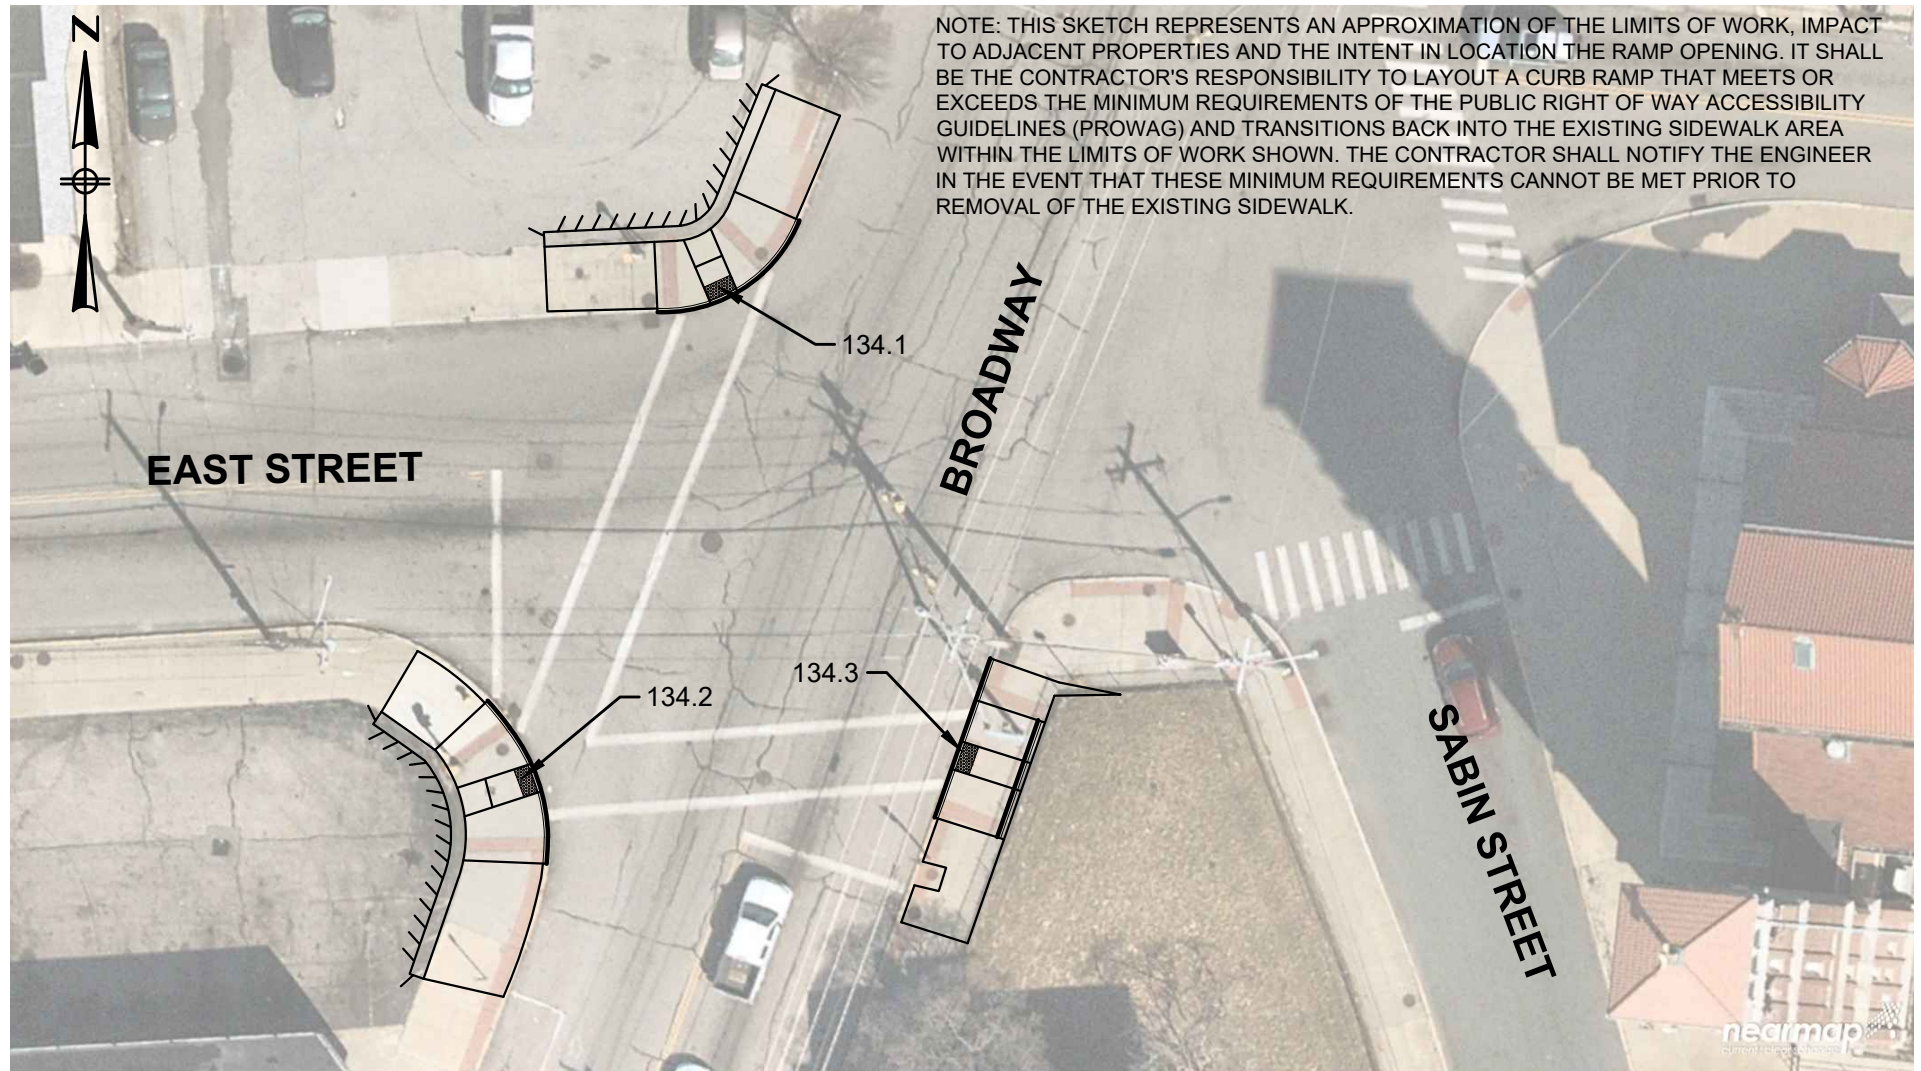 N
NOTE: THIS SKETCH REPRESENTS AN APPROXIMATION OF THE LIMITS OF WORK, IMPACT
TO ADJACENT PROPERTIES AND THE INTENT IN LOCATION THE RAMP OPENING. IT SHALL
BE THE CONTRACTOR'S RESPONSIBILITY TO LAYOUT A CURB RAMP THAT MEETS OR
EXCEEDS THE MINIMUM REQUIREMENTS OF THE PUBLIC RIGHT OF WAY ACCESSIBILITY
GUIDELINES (PROWAG) AND TRANSITIONS BACK INTO THE EXISTING SIDEWALK AREA
WITHIN THE LIMITS OF WORK SHOWN. THE CONTRACTOR SHALL NOTIFY THE ENGINEER
IN THE EVENT THAT THESE MINIMUM REQUIREMENTS CANNOT BE MET PRIOR TO
REMOVAL OF THE EXISTING SIDEWALK.
134.1
BROADWAY
EAST STREET
134.2
134.3
SABIN STREET
nearmap